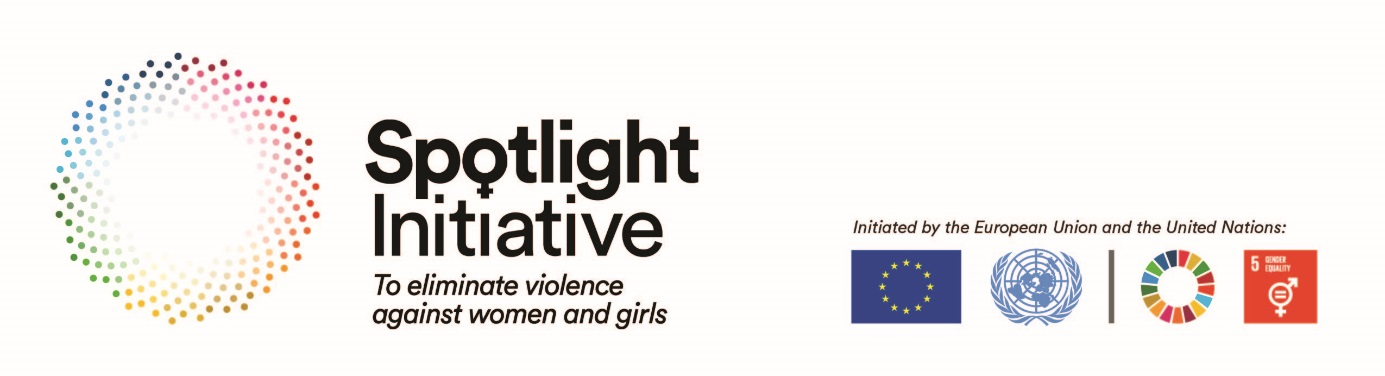 Spotlight
Initiative
To eliminate violence
against women and girls
Initiated by the European Union and the United Nations:
5 GENDER
EQUALITY